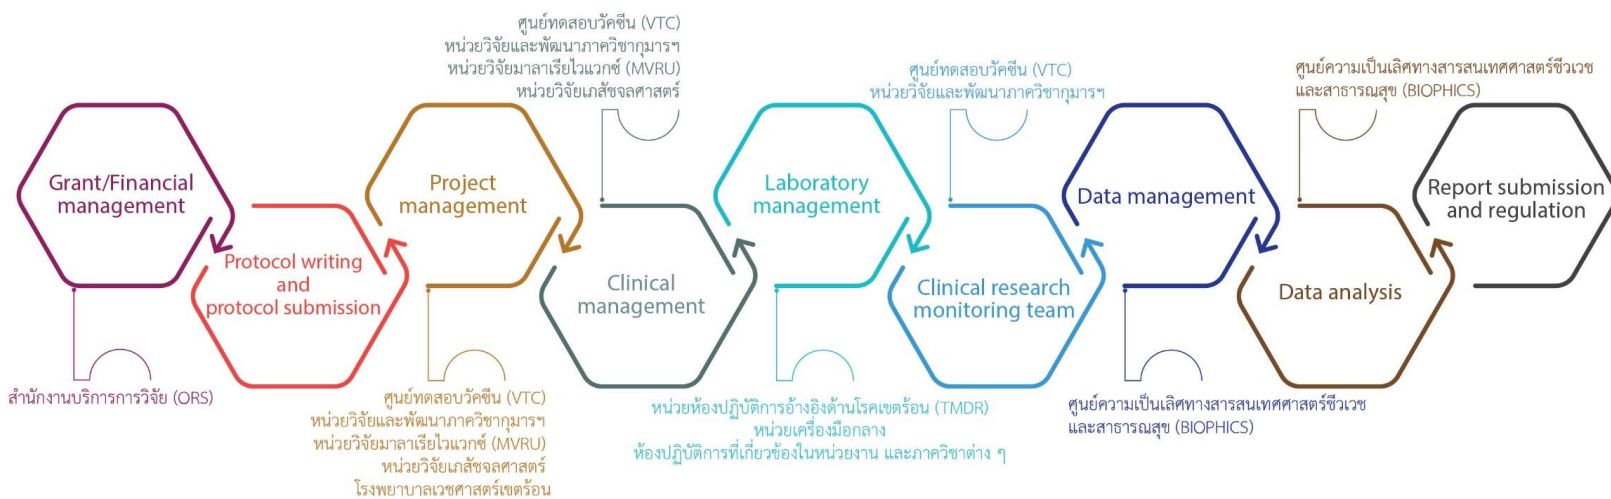 Grant/Financial
management
สำนักงานบริการการวิจัย (ORS)
Protocol writing
and
protocol submission
Project
management
ศูนย์ทดสอบวัคซีน (VTC)
หน่วยวิจัยและพัฒนาภาควิชากุมารฯ
หน่วยวิจัยมาลาเรียไวแวกซ์ (MVRU)
หน่วยวิจัยเภสัชจลศาสตร์
โรงพยาบาลเวชศาสตร์เขตร้อน
ศูนย์ทดสอบวัคซีน (VTC)
หน่วยวิจัยและพัฒนาภาควิชากุมารฯ
หน่วยวิจัยมาลาเรียไวแวกซ์ (MVRU)
หน่วยวิจัยเภสัชจลศาสตร์
Clinical
management
Laboratory
management
หน่วยห้องปฏิบัติการอ้างอิงด้านโรคเขตร้อน (TMDR)
หน่วยเครื่องมือกลาง
ห้องปฏิบัติการที่เกี่ยวข้องในหน่วยงาน และภาควิชาต่าง ๆ
ศูนย์ทดสอบวัคซีน (VTC)
หน่วยวิจัยและพัฒนาภาควิชากุมารฯ
Clinical research
monitoring team
Data management
ศูนย์ความเป็นเลิศทางสารสนเทศศาสตร์ชีวเวช
และสาธารณสุข (BIOPHICS)
ศูนย์ความเป็นเลิศทางสารสนเทศศาสตร์ชีวเวช
และสาธารณสุข (BIOPHICS)
Data analysis
Report submission
and regulation